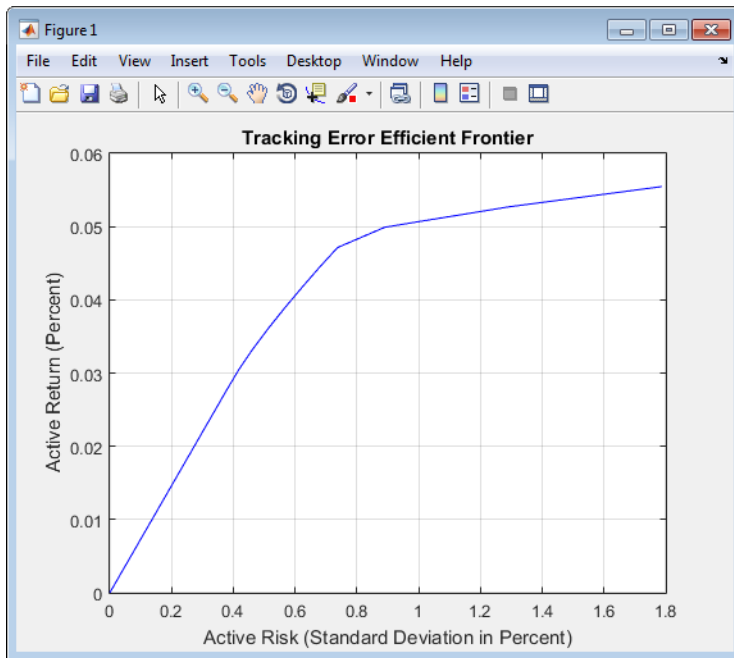 Figure 1
File Edit View Insert Tools Desktop Window Help
Tracking Error Efficient Frontier
0.06
0.05
0.04
0.03
0.02
0.01
0
Active Return (Percent)
0 0.2 0.4 0.6 0.8 1 1.2 1.4 1.6 1.8
Active Risk (Standard Deviation in Percent)